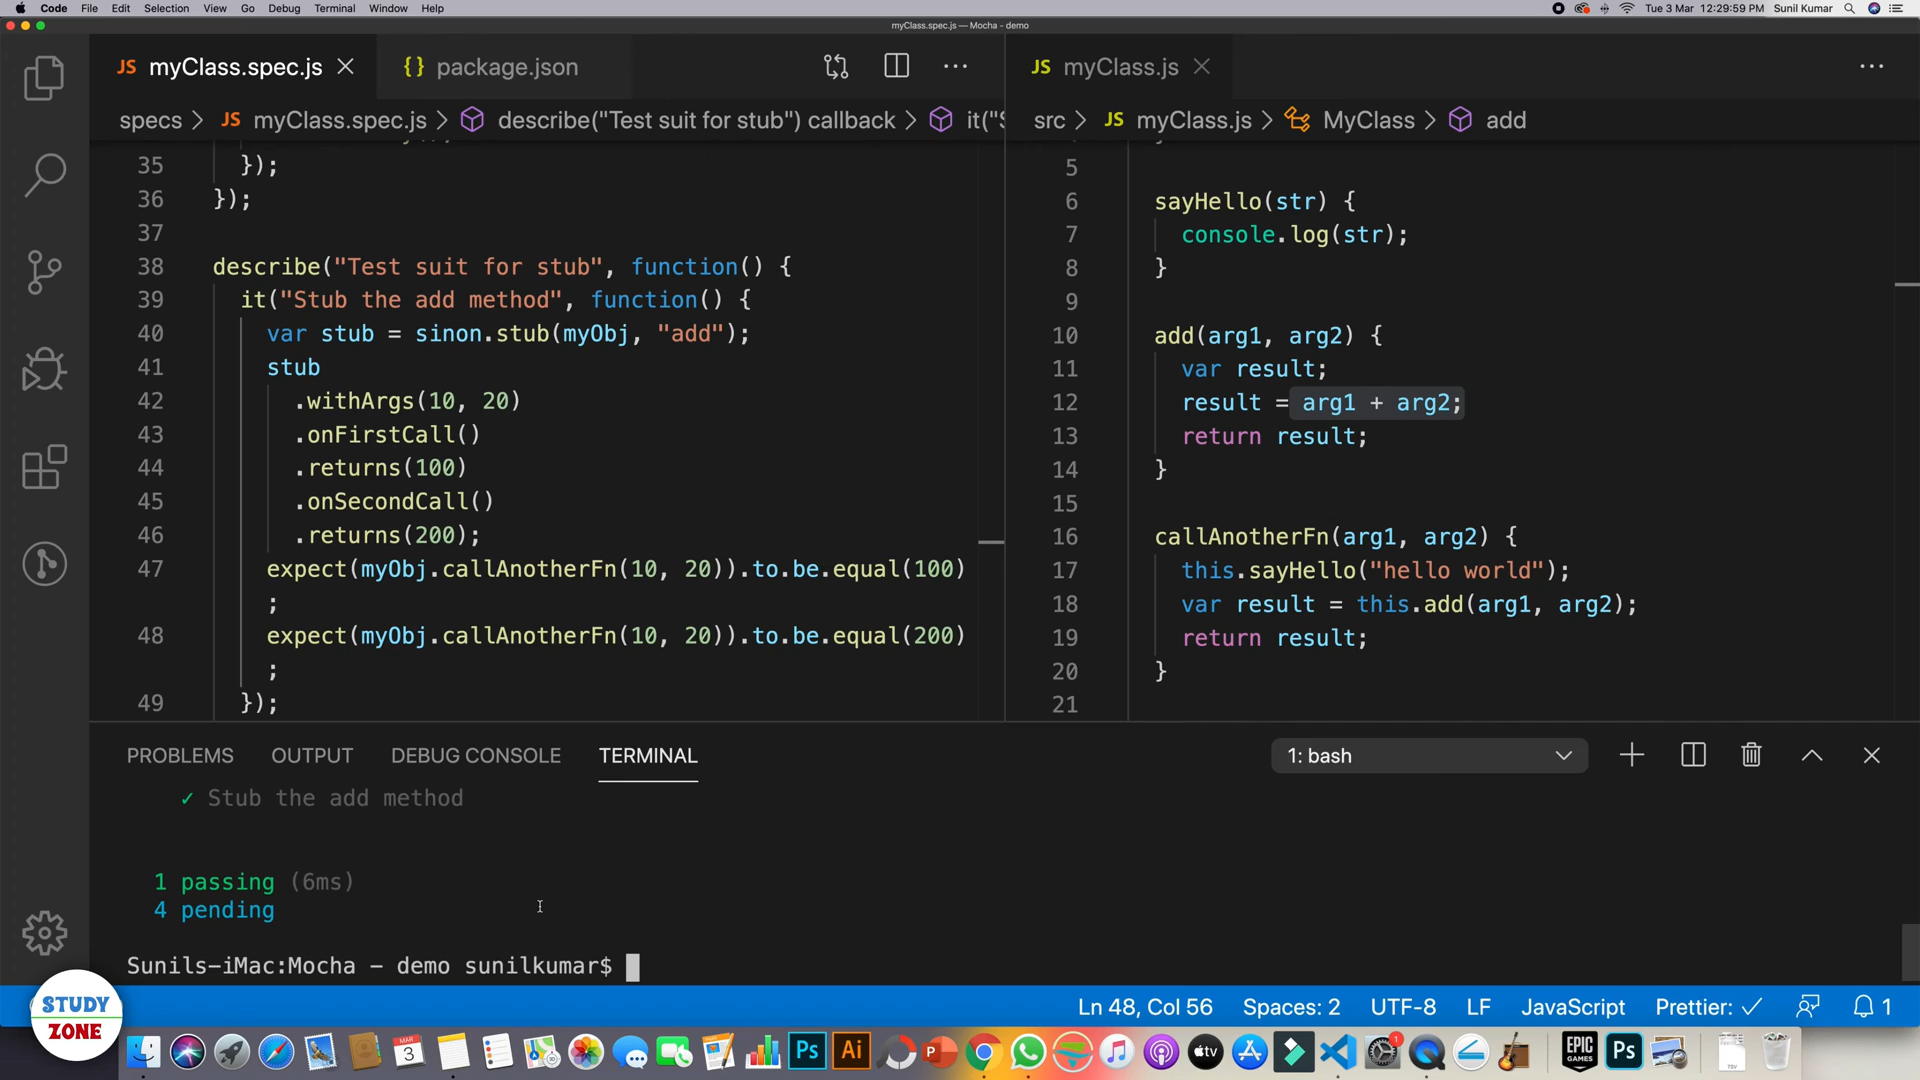 Code File Edit Selection View Go Debug Terminal Window Help Tue 3 Mar 12:29:59 PM Sunil Kumar
myClass.spec.js — Mocha - demo
JS myClass.spec.js {} package.json
specs > JS myClass.spec.js > describe("Test suit for stub") callback > it("S
35 });
36 });
37
38 describe("Test suit for stub", function() {
39 it("Stub the add method", function() {
40 var stub = sinon.stub(myObj, "add");
41 stub
42 .withArgs(10, 20)
43 .onFirstCall()
44 .returns(100)
45 .onSecondCall()
46 .returns(200);
47 expect(myObj.callAnotherFn(10, 20)).to.be.equal(100)
;
48 expect(myObj.callAnotherFn(10, 20)).to.be.equal(200)
;
49 });
JS myClass.js
src > JS myClass.js > MyClass > add
5
6 sayHello(str) {
7 console.log(str);
8 }
9
10 add(arg1, arg2) {
11 var result;
12 result = arg1 + arg2;
13 return result;
14 }
15
16 callAnotherFn(arg1, arg2) {
17 this.sayHello("hello world");
18 var result = this.add(arg1, arg2);
19 return result;
20 }
21
PROBLEMS OUTPUT DEBUG CONSOLE TERMINAL 1: bash
✓ Stub the add method
1 passing (6ms)
4 pending
Sunils-iMac:Mocha - demo sunilkumar$
STUDY
ZONE
Ln 48, Col 56 Spaces: 2 UTF-8 LF JavaScript Prettier: ✓ 1
MAR
3
Ps Ai P tv 1 EPIC
GAMES
Ps